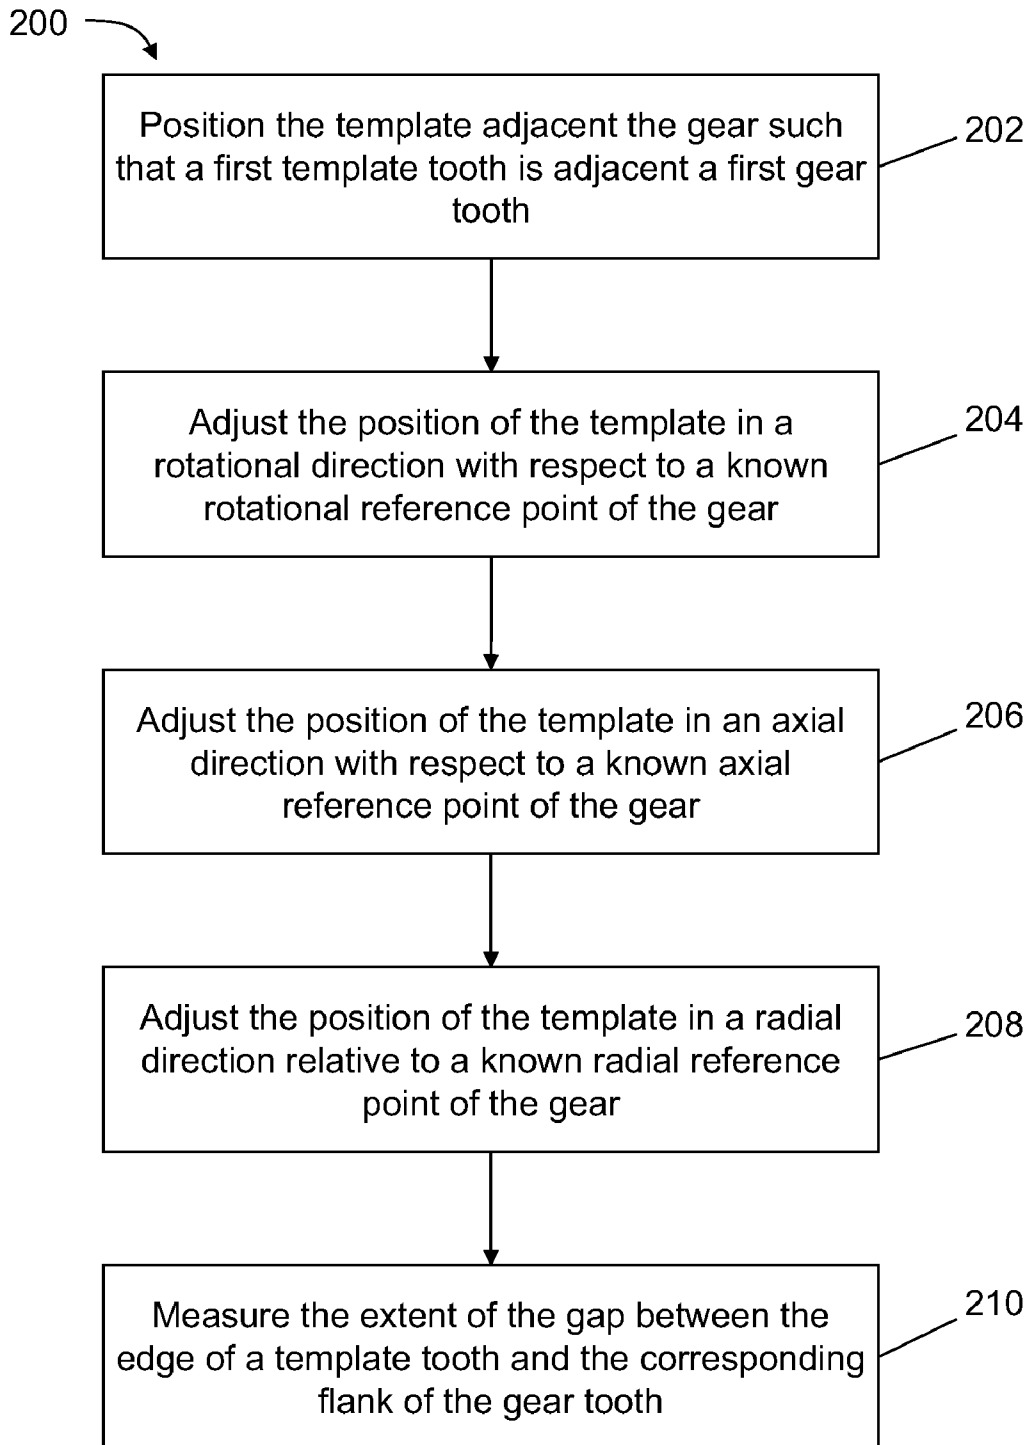 200
Position the template adjacent the gear such
that a first template tooth is adjacent a first gear
tooth
202
Adjust the position of the template in a
rotational direction with respect to a known
rotational reference point of the gear
204
Adjust the position of the template in an axial
direction with respect to a known axial
reference point of the gear
206
Adjust the position of the template in a radial
direction relative to a known radial reference
point of the gear
208
Measure the extent of the gap between the
edge of a template tooth and the corresponding
flank of the gear tooth
210